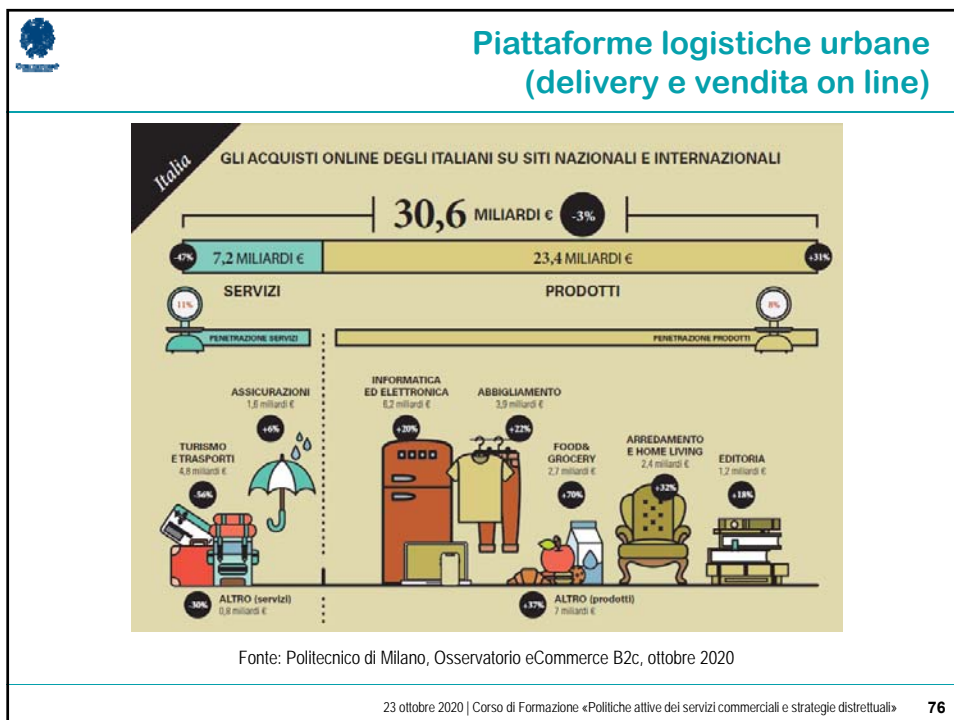 Piattaforme logistiche urbane
(delivery e vendita on line)
Italia
GLI ACQUISTI ONLINE DEGLI ITALIANI SU SITI NAZIONALI E INTERNAZIONALI
30,6 MILIARDI € -3%
-47% 7,2 MILIARDI € 23,4 MILIARDI € +31%
SERVIZI PRODOTTI
11% 8%
PENETRAZIONE SERVIZI PENETRAZIONE PRODOTTI
ASSICURAZIONI
1,6 miliardi €
+6%
TURISMO
E TRASPORTI
4,8 miliardi €
-56%
INFORMATICA
ED ELETTRONICA
6,2 miliardi €
+20%
ABBIGLIAMENTO
3,9 miliardi €
+22%
FOOD&
GROCERY
2,7 miliardi €
+70%
ARREDAMENTO
E HOME LIVING
2,4 miliardi €
+32%
EDITORIA
1,2 miliardi €
+18%
-30% ALTRO (servizi)
0,8 miliardi €
+37% ALTRO (prodotti)
7 miliardi €
Fonte: Politecnico di Milano, Osservatorio eCommerce B2c, ottobre 2020
23 ottobre 2020 | Corso di Formazione «Politiche attive dei servizi commerciali e strategie distrettuali» 76